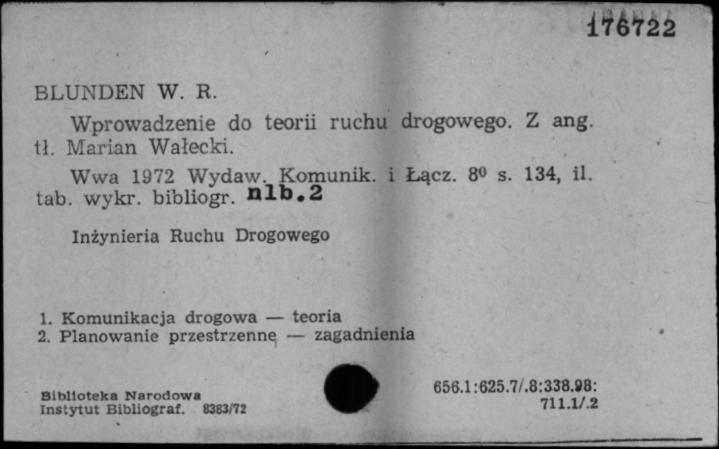 176722
BLUNDEN W. R.
Wprowadzenie do teorii ruchu drogowego. Z ang.
tł. Marian Wałecki.
Wwa 1972 Wydaw. Komunik. i Łącz. 8⁰ s. 134, il.
tab. wykr. bibliogr. nlb.2
Inżynieria Ruchu Drogowego
1. Komunikacja drogowa — teoria
2. Planowanie przestrzenne — zagadnienia
Biblioteka Narodowa
Instytut Bibliograf. 8383/72
656.1:625.7/.8:338.98:
711.1/.2